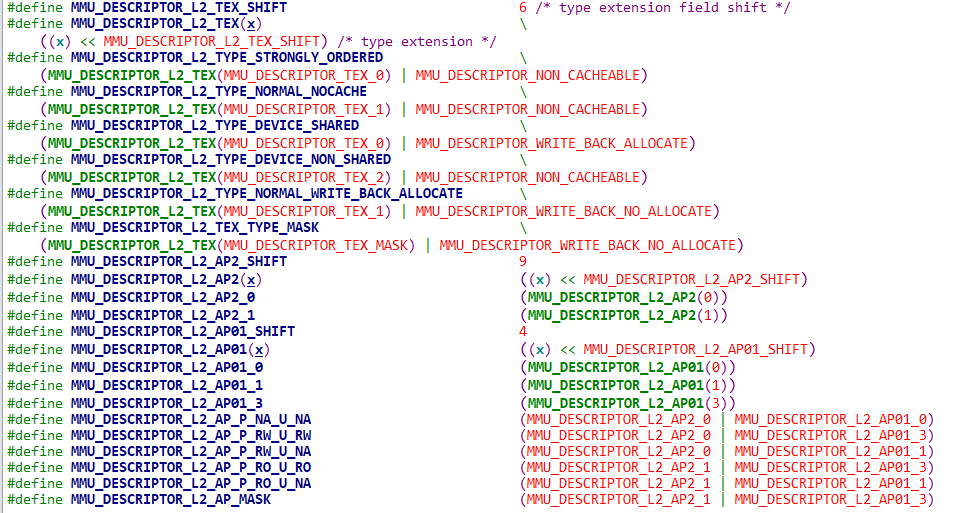 #define MMU_DESCRIPTOR_L2_TEX_SHIFT 6 /* type extension field shift */
#define MMU_DESCRIPTOR_L2_TEX(x) \
((x) << MMU_DESCRIPTOR_L2_TEX_SHIFT) /* type extension */
#define MMU_DESCRIPTOR_L2_TYPE_STRONGLY_ORDERED \
(MMU_DESCRIPTOR_L2_TEX(MMU_DESCRIPTOR_TEX_0) | MMU_DESCRIPTOR_NON_CACHEABLE)
#define MMU_DESCRIPTOR_L2_TYPE_NORMAL_NOCACHE \
(MMU_DESCRIPTOR_L2_TEX(MMU_DESCRIPTOR_TEX_1) | MMU_DESCRIPTOR_NON_CACHEABLE)
#define MMU_DESCRIPTOR_L2_TYPE_DEVICE_SHARED \
(MMU_DESCRIPTOR_L2_TEX(MMU_DESCRIPTOR_TEX_0) | MMU_DESCRIPTOR_WRITE_BACK_ALLOCATE)
#define MMU_DESCRIPTOR_L2_TYPE_DEVICE_NON_SHARED \
(MMU_DESCRIPTOR_L2_TEX(MMU_DESCRIPTOR_TEX_2) | MMU_DESCRIPTOR_NON_CACHEABLE)
#define MMU_DESCRIPTOR_L2_TYPE_NORMAL_WRITE_BACK_ALLOCATE \
(MMU_DESCRIPTOR_L2_TEX(MMU_DESCRIPTOR_TEX_1) | MMU_DESCRIPTOR_WRITE_BACK_NO_ALLOCATE)
#define MMU_DESCRIPTOR_L2_TEX_TYPE_MASK \
(MMU_DESCRIPTOR_L2_TEX(MMU_DESCRIPTOR_TEX_MASK) | MMU_DESCRIPTOR_WRITE_BACK_NO_ALLOCATE)
#define MMU_DESCRIPTOR_L2_AP2_SHIFT 9
#define MMU_DESCRIPTOR_L2_AP2(x) ((x) << MMU_DESCRIPTOR_L2_AP2_SHIFT)
#define MMU_DESCRIPTOR_L2_AP2_0 (MMU_DESCRIPTOR_L2_AP2(0))
#define MMU_DESCRIPTOR_L2_AP2_1 (MMU_DESCRIPTOR_L2_AP2(1))
#define MMU_DESCRIPTOR_L2_AP01_SHIFT 4
#define MMU_DESCRIPTOR_L2_AP01(x) ((x) << MMU_DESCRIPTOR_L2_AP01_SHIFT)
#define MMU_DESCRIPTOR_L2_AP01_0 (MMU_DESCRIPTOR_L2_AP01(0))
#define MMU_DESCRIPTOR_L2_AP01_1 (MMU_DESCRIPTOR_L2_AP01(1))
#define MMU_DESCRIPTOR_L2_AP01_3 (MMU_DESCRIPTOR_L2_AP01(3))
#define MMU_DESCRIPTOR_L2_AP_P_NA_U_NA (MMU_DESCRIPTOR_L2_AP2_0 | MMU_DESCRIPTOR_L2_AP01_0)
#define MMU_DESCRIPTOR_L2_AP_P_RW_U_RW (MMU_DESCRIPTOR_L2_AP2_0 | MMU_DESCRIPTOR_L2_AP01_3)
#define MMU_DESCRIPTOR_L2_AP_P_RW_U_NA (MMU_DESCRIPTOR_L2_AP2_0 | MMU_DESCRIPTOR_L2_AP01_1)
#define MMU_DESCRIPTOR_L2_AP_P_RO_U_RO (MMU_DESCRIPTOR_L2_AP2_1 | MMU_DESCRIPTOR_L2_AP01_3)
#define MMU_DESCRIPTOR_L2_AP_P_RO_U_NA (MMU_DESCRIPTOR_L2_AP2_1 | MMU_DESCRIPTOR_L2_AP01_1)
#define MMU_DESCRIPTOR_L2_AP_MASK (MMU_DESCRIPTOR_L2_AP2_1 | MMU_DESCRIPTOR_L2_AP01_3)